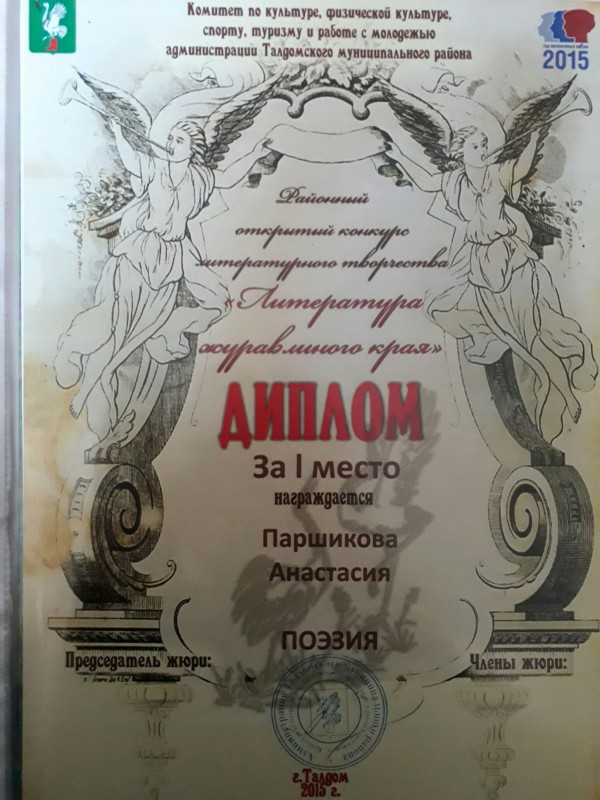 Комитет по культуре, физической культуре,
спорту, туризму и работе с молодежью
администрации Талдомского муниципального района
2015
Районный
открытий конкурс
литературного творчества
«Литература
журавлиного края»
ДИПЛОМ
За I место
награждается
Паршикова
Анастасия
ПОЭЗИЯ
Председатель жюри:
Члены жюри:
г.Талдом
2015 г.